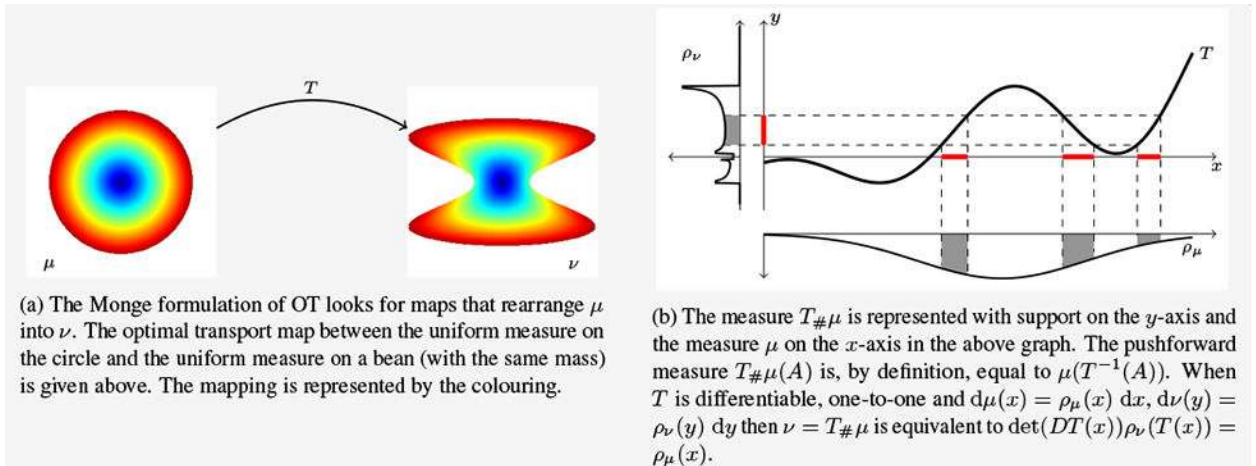 T
μ
ν
(a) The Monge formulation of OT looks for maps that rearrange μ
into ν. The optimal transport map between the uniform measure on
the circle and the uniform measure on a bean (with the same mass)
is given above. The mapping is represented by the colouring.
y
ρ_ν
T
x
ρ_μ
(b) The measure T_#μ is represented with support on the y-axis and
the measure μ on the x-axis in the above graph. The pushforward
measure T_#μ(A) is, by definition, equal to μ(T⁻¹(A)). When
T is differentiable, one-to-one and dμ(x) = ρ_μ(x) dx, dν(y) =
ρ_ν(y) dy then ν = T_#μ is equivalent to det(DT(x))ρ_ν(T(x)) =
ρ_μ(x).